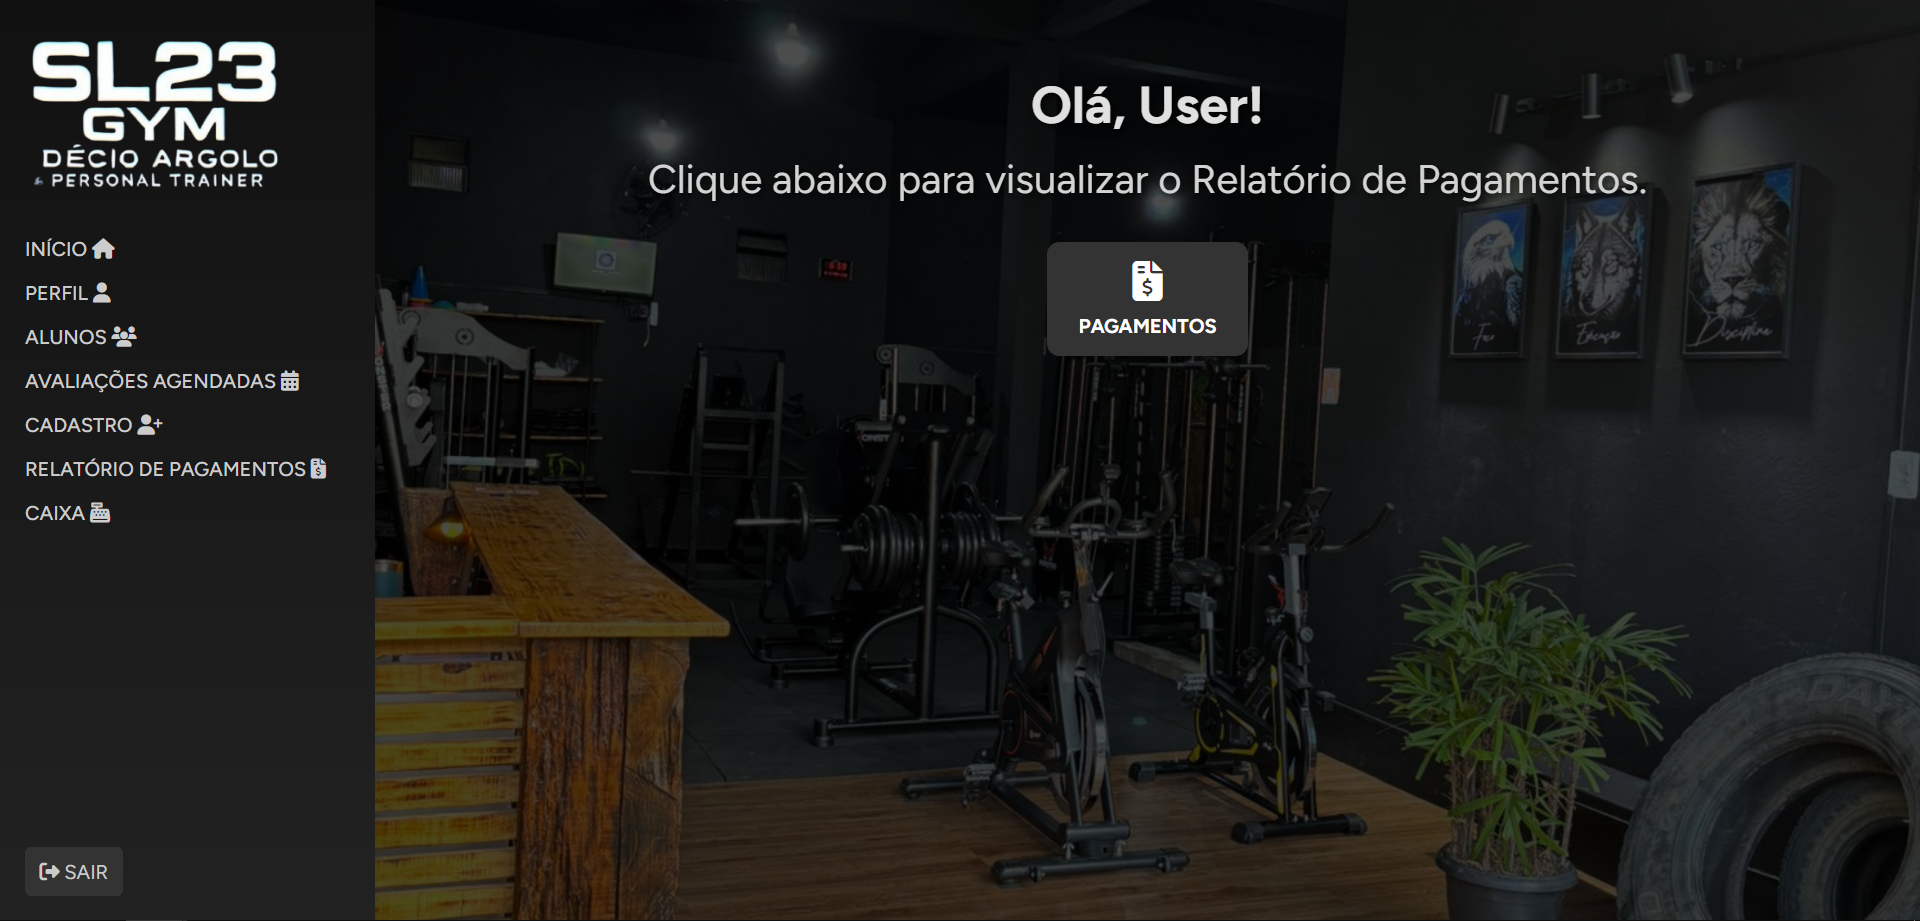 SL23
GYM
DÉCIO ARGOLO
PERSONAL TRAINER
INÍCIO
PERFIL
ALUNOS
AVALIAÇÕES AGENDADAS
CADASTRO
RELATÓRIO DE PAGAMENTOS
CAIXA
SAIR
Olá, User!
Clique abaixo para visualizar o Relatório de Pagamentos.
PAGAMENTOS
Disciplina